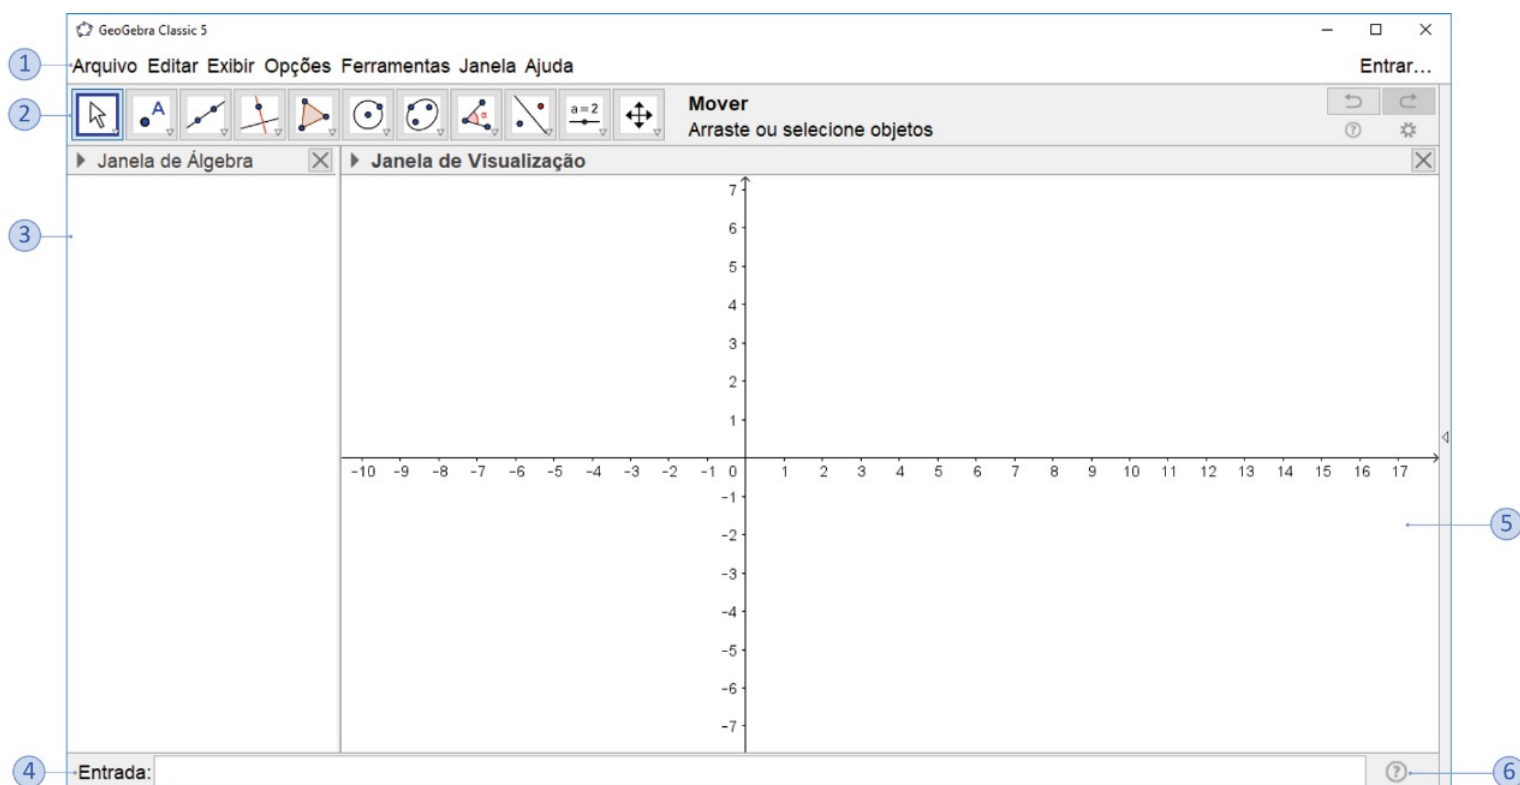 GeoGebra Classic 5
1
Arquivo Editar Exibir Opções Ferramentas Janela Ajuda
Entrar...
2
A
α
a=2
Mover
Arraste ou selecione objetos
Janela de Álgebra
Janela de Visualização
3
7
6
5
4
3
2
1
-10 -9 -8 -7 -6 -5 -4 -3 -2 -1 0 1 2 3 4 5 6 7 8 9 10 11 12 13 14 15 16 17
-1
-2
-3
-4
-5
-6
-7
5
4
Entrada:
?
6